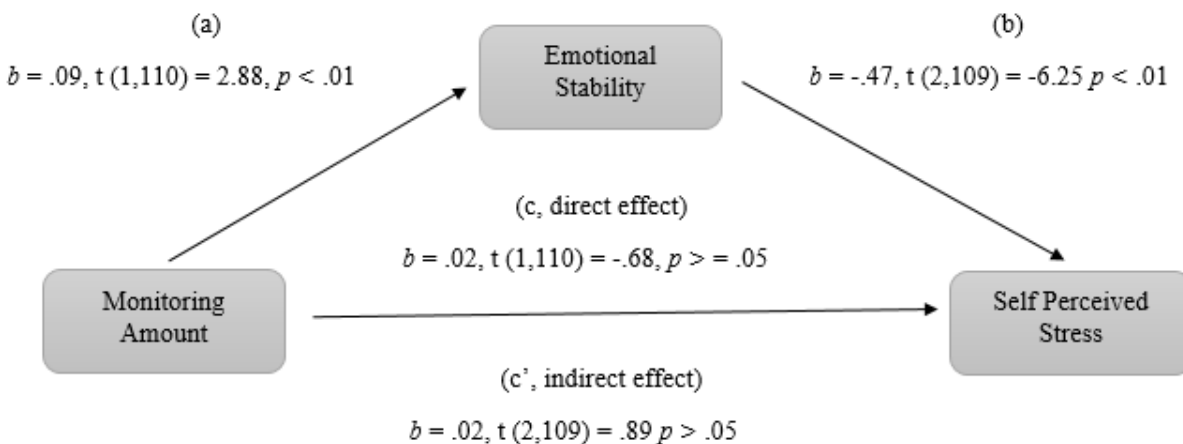 (a)
(b)
b = .09, t (1,110) = 2.88, p < .01
Emotional
Stability
b = -.47, t (2,109) = -6.25 p < .01
(c, direct effect)
b = .02, t (1,110) = -.68, p > = .05
Monitoring
Amount
Self Perceived
Stress
(c’, indirect effect)
b = .02, t (2,109) = .89 p > .05